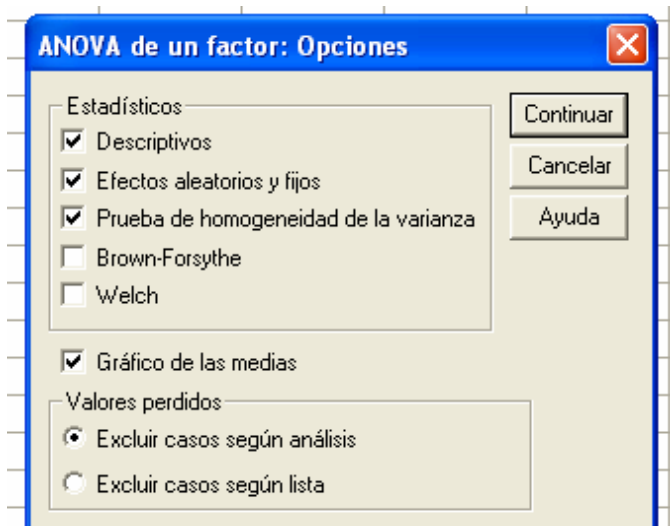 ANOVA de un factor: Opciones
Estadísticos
Descriptivos
Efectos aleatorios y fijos
Prueba de homogeneidad de la varianza
Brown-Forsythe
Welch
Continuar
Cancelar
Ayuda
Gráfico de las medias
Valores perdidos
Excluir casos según análisis
Excluir casos según lista